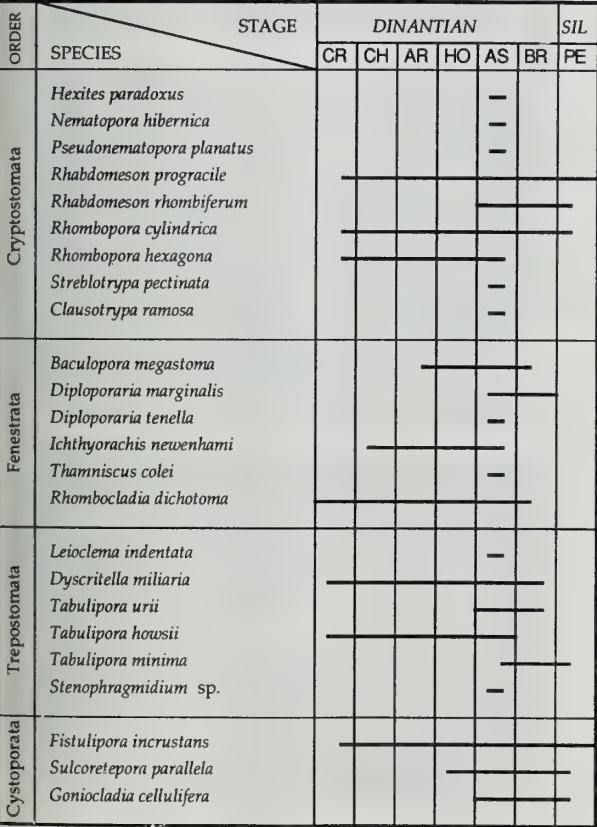 ORDER STAGE DINANTIAN SIL
SPECIES CR CH AR HO AS BR PE
Cryptostomata
Hexites paradoxus
Nematopora hibernica
Pseudonematopora planatus
Rhabdomeson progracile
Rhabdomeson rhombiferum
Rhombopora cylindrica
Rhombopora hexagona
Streblotrypa pectinata
Clausotrypa ramosa
Fenestrata
Baculopora megastoma
Diploporaria marginalis
Diploporaria tenella
Ichthyorachis newenhami
Thamniscus colei
Rhombocladia dichotoma
Trepostomata
Leioclema indentata
Dyscritella miliaria
Tabulipora urii
Tabulipora howsii
Tabulipora minima
Stenophragmidium sp.
Cystoporata
Fistulipora incrustans
Sulcoretepora parallela
Goniocladia cellulifera